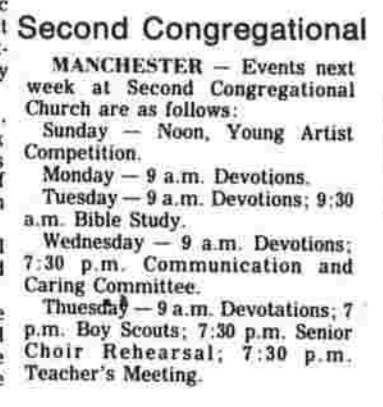 Second Congregational
MANCHESTER — Events next
week at Second Congregational
Church are as follows:
Sunday — Noon, Young Artist
Competition.
Monday — 9 a.m. Devotions.
Tuesday — 9 a.m. Devotions; 9:30
a.m. Bible Study.
Wednesday — 9 a.m. Devotions;
7:30 p.m. Communication and
Caring Committee.
Thuesday — 9 a.m. Devotations; 7
p.m. Boy Scouts; 7:30 p.m. Senior
Choir Rehearsal; 7:30 p.m.
Teacher's Meeting.